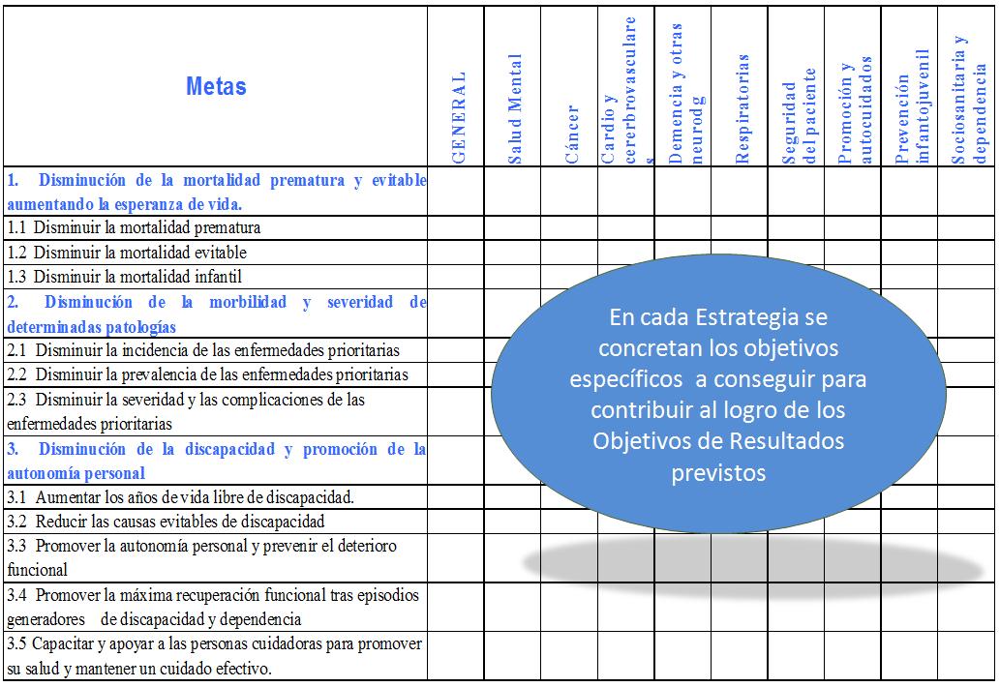 Metas
GENERAL
Salud Mental
Cáncer
Cardio y
cererbrovasculare
s
Demencia y otras
neurodg
Respiratorias
Seguridad
del paciente
Promoción y
autocuidados
Prevención
infantojuvenil
Sociosanitaria y
dependencia
1. Disminución de la mortalidad prematura y evitable
aumentando la esperanza de vida.
1.1 Disminuir la mortalidad prematura
1.2 Disminuir la mortalidad evitable
1.3 Disminuir la mortalidad infantil
2. Disminución de la morbilidad y severidad de
determinadas patologías
2.1 Disminuir la incidencia de las enfermedades prioritarias
2.2 Disminuir la prevalencia de las enfermedades prioritarias
2.3 Disminuir la severidad y las complicaciones de las
enfermedades prioritarias
3. Disminución de la discapacidad y promoción de la
autonomía personal
3.1 Aumentar los años de vida libre de discapacidad.
3.2 Reducir las causas evitables de discapacidad
3.3 Promover la autonomía personal y prevenir el deterioro
funcional
3.4 Promover la máxima recuperación funcional tras episodios
generadores de discapacidad y dependencia
3.5 Capacitar y apoyar a las personas cuidadoras para promover
su salud y mantener un cuidado efectivo.
En cada Estrategia se
concretan los objetivos
específicos a conseguir para
contribuir al logro de los
Objetivos de Resultados
previstos